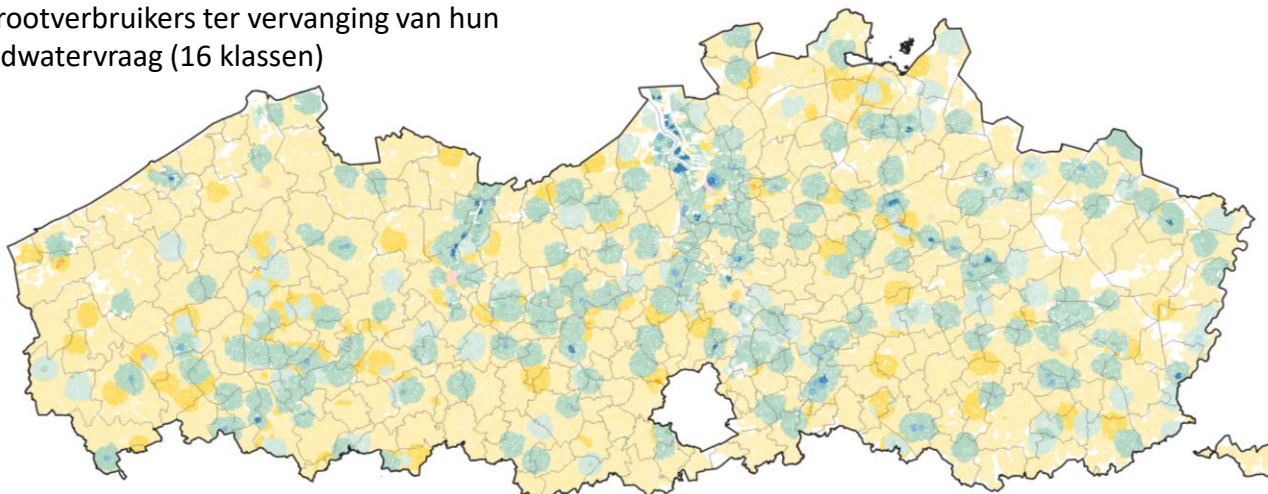 rootverbruikers ter vervanging van hun
dwatervraag (16 klassen)